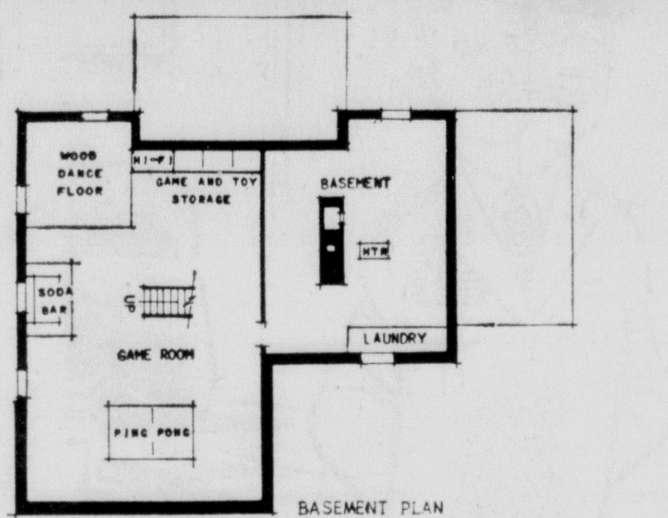 WOOD
DANCE
FLOOR
HI-FI
GAME AND TOY
STORAGE
BASEMENT
HTR
SODA
BAR
UP
GAME ROOM
LAUNDRY
PING PONG
BASEMENT PLAN